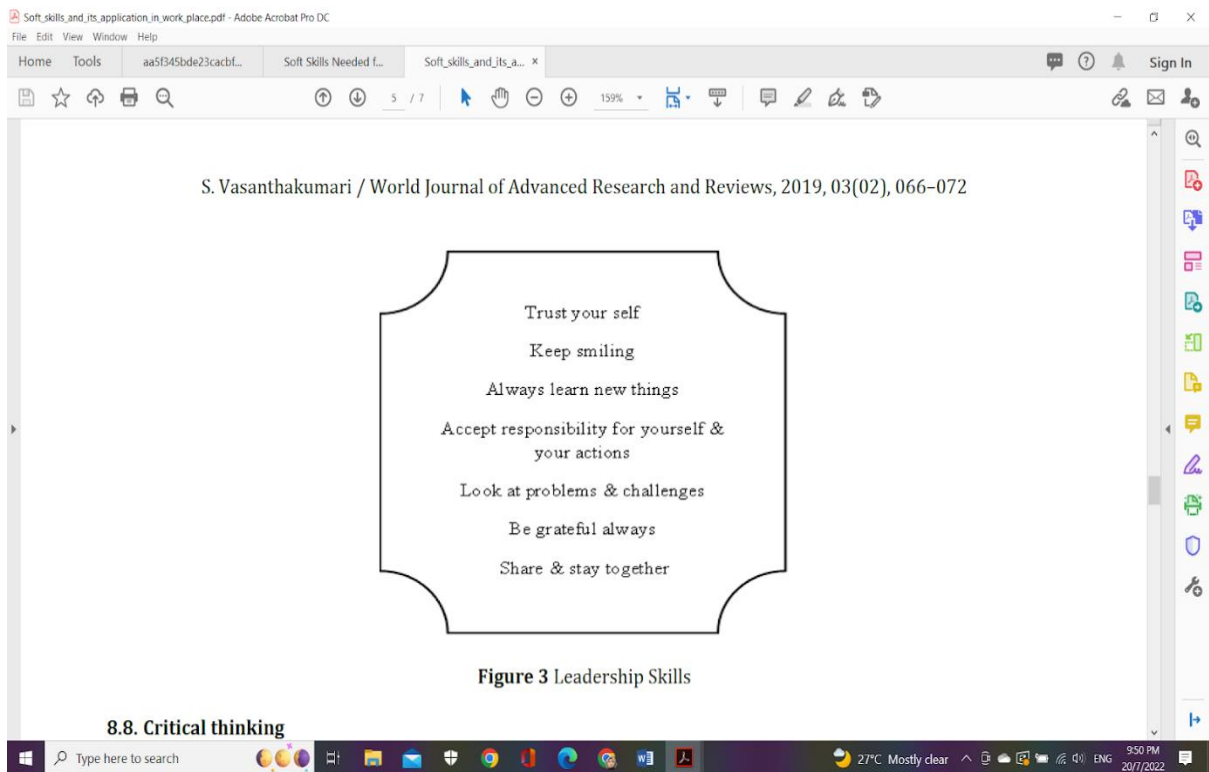 Soft_skills_and_its_application_in_work_place.pdf - Adobe Acrobat Pro DC
File Edit View Window Help
Home Tools aa5f345bde23cacbf... Soft Skills Needed f... Soft_skills_and_its_a... × Sign In
5 / 7 159%
S. Vasanthakumari / World Journal of Advanced Research and Reviews, 2019, 03(02), 066–072
Trust your self
Keep smiling
Always learn new things
Accept responsibility for yourself &
your actions
Look at problems & challenges
Be grateful always
Share & stay together
Figure 3 Leadership Skills
8.8. Critical thinking
Type here to search 27°C Mostly clear ENG 9:50 PM
20/7/2022